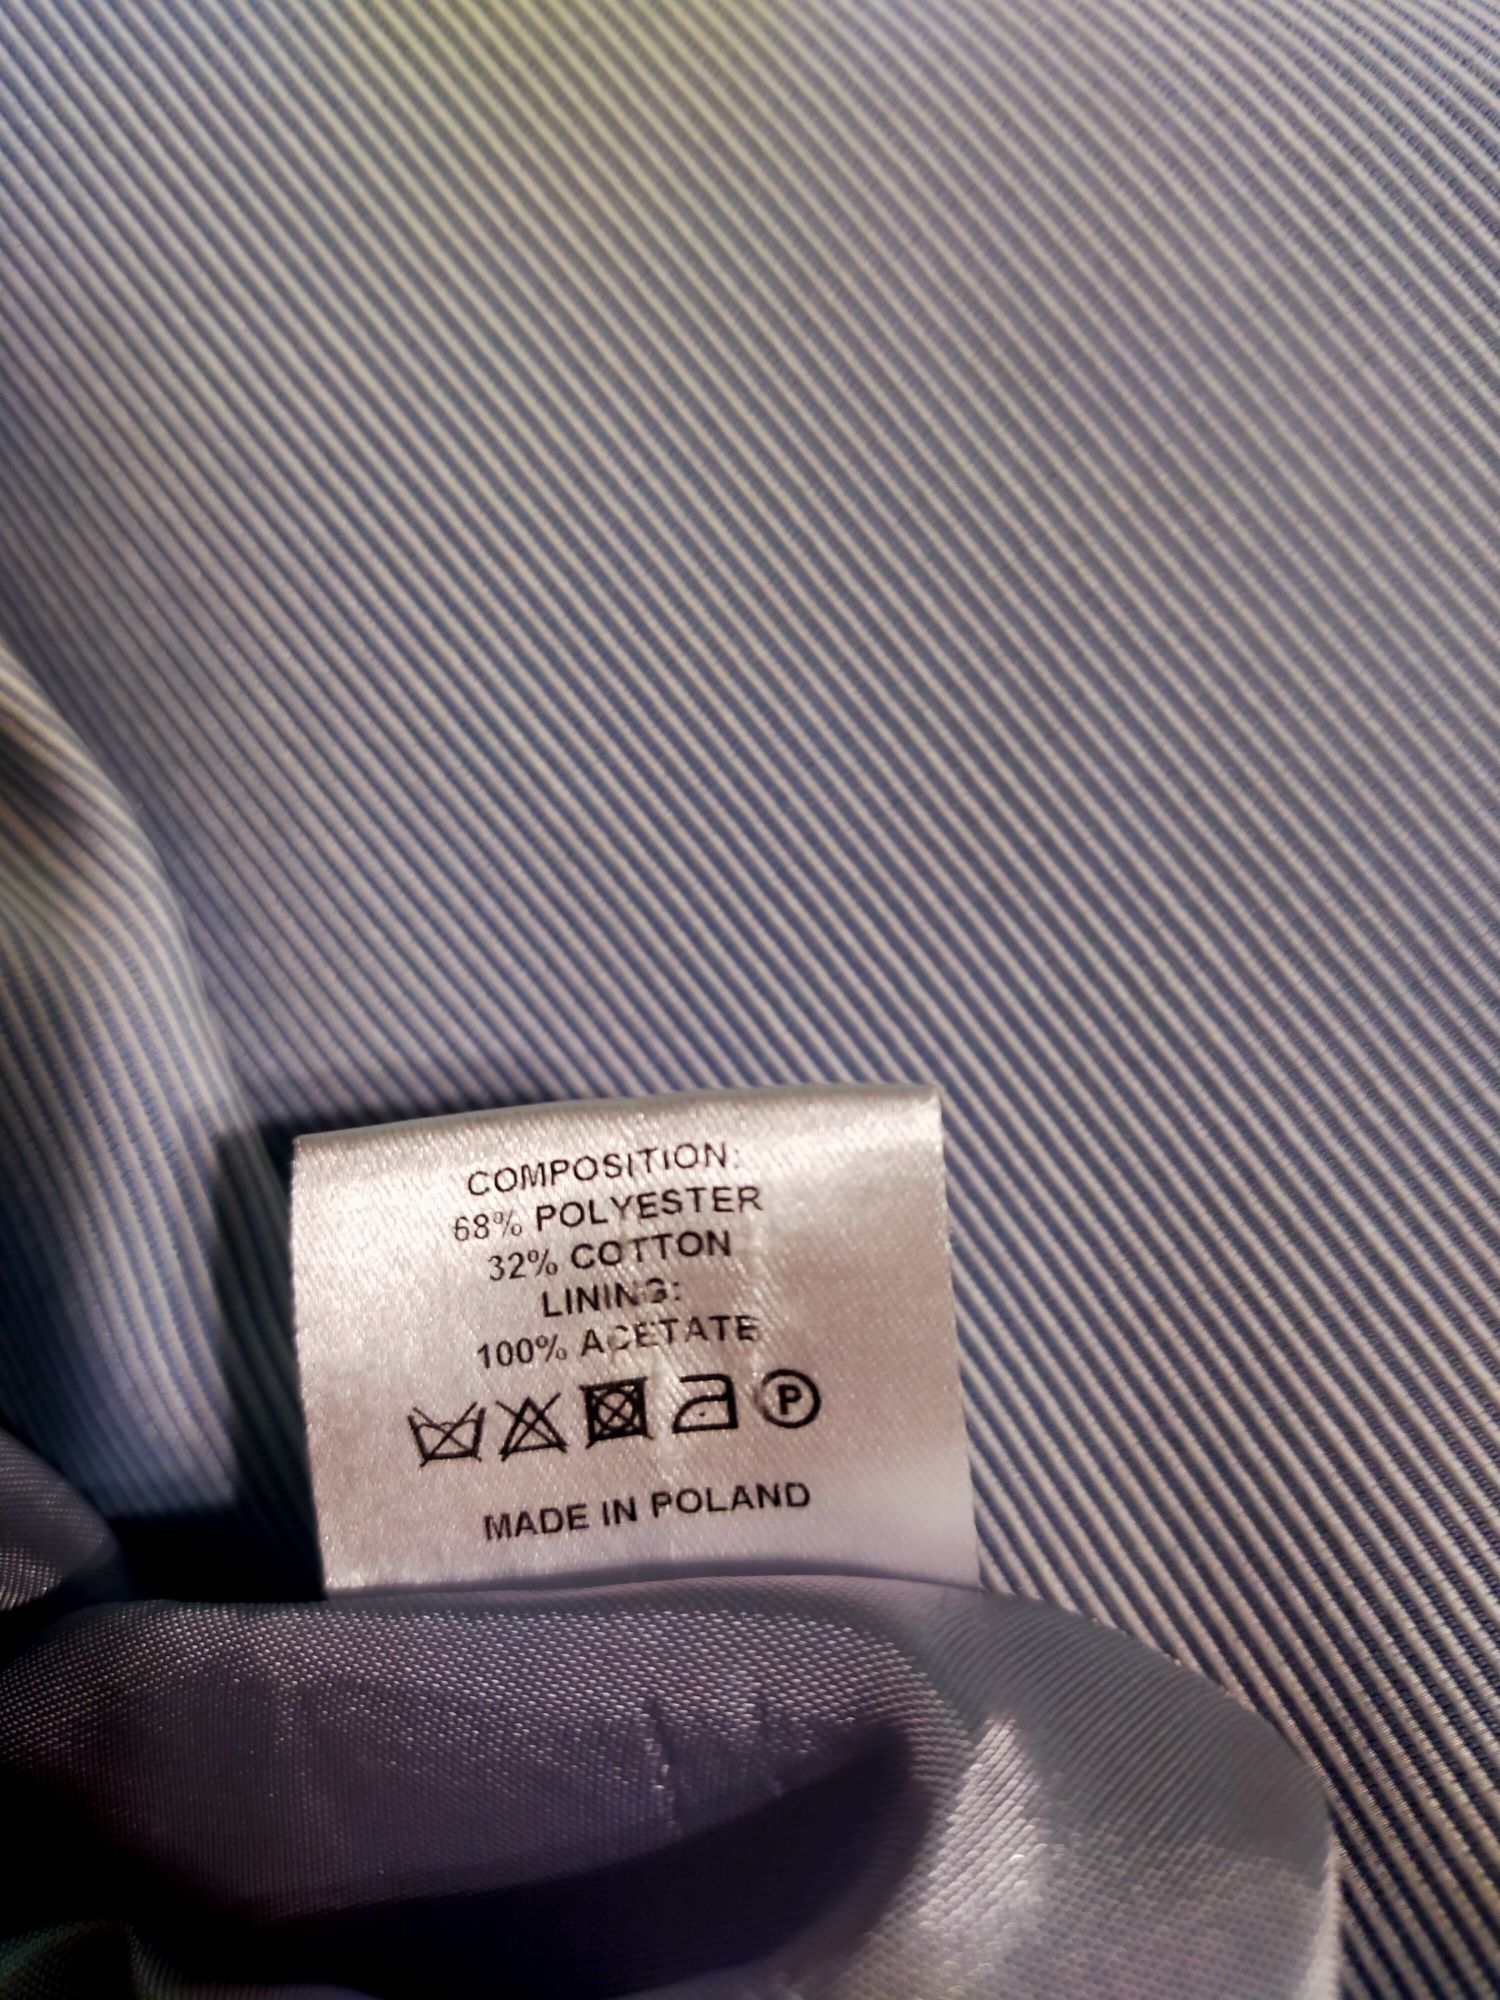 COMPOSITION:
68% POLYESTER
32% COTTON
LINING:
100% ACETATE
P
MADE IN POLAND